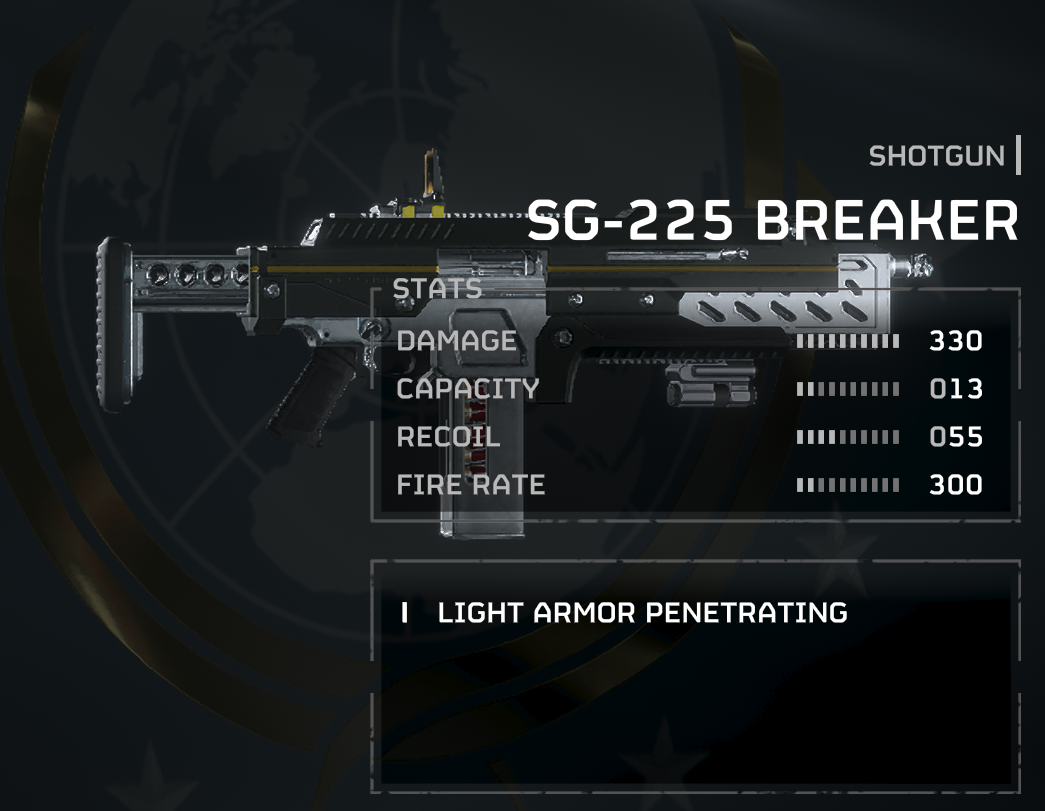 SHOTGUN
SG-225 BREAKER
STATS
DAMAGE 330
CAPACITY 013
RECOIL 055
FIRE RATE 300
LIGHT ARMOR PENETRATING